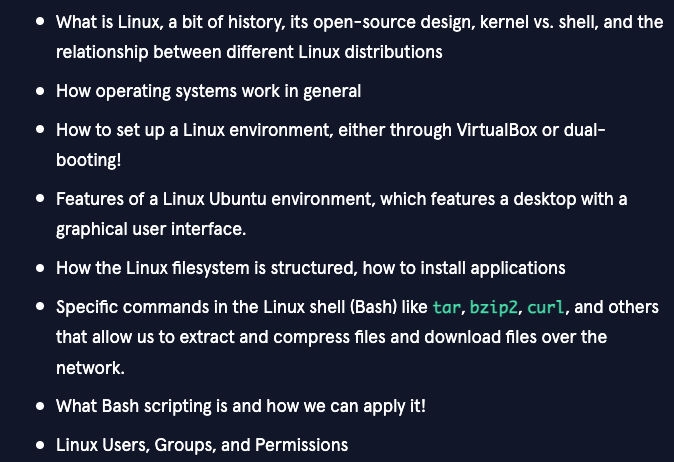 • What is Linux, a bit of history, its open-source design, kernel vs. shell, and the
relationship between different Linux distributions
• How operating systems work in general
• How to set up a Linux environment, either through VirtualBox or dual-
booting!
• Features of a Linux Ubuntu environment, which features a desktop with a
graphical user interface.
• How the Linux filesystem is structured, how to install applications
• Specific commands in the Linux shell (Bash) like tar, bzip2, curl, and others
that allow us to extract and compress files and download files over the
network.
• What Bash scripting is and how we can apply it!
• Linux Users, Groups, and Permissions